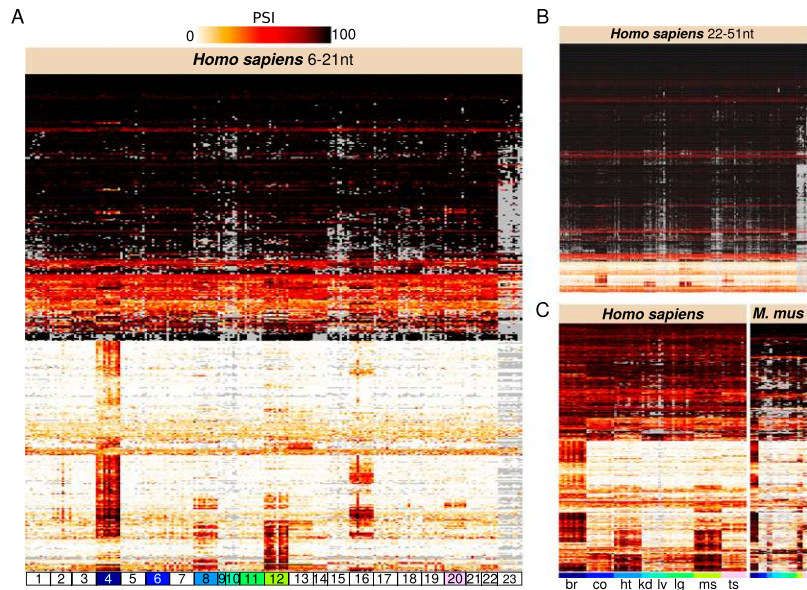 A
PSI
0
100
Homo sapiens 6-21nt
1 2 3 4 5 6 7 8 9 10 11 12 13 14 15 16 17 18 19 20 21 22 23
B
Homo sapiens 22-51nt
C
Homo sapiens
M. mus
br co ht kd lv lg ms ts